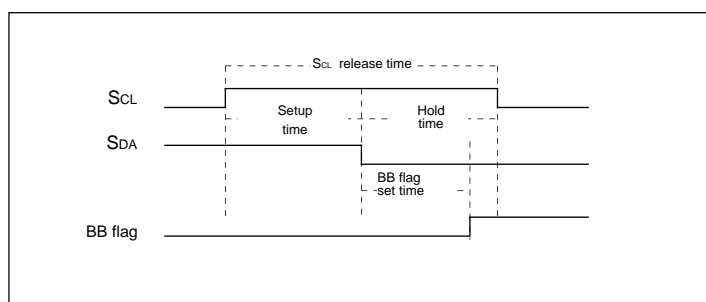 SCL release time
SCL
Setup
time
Hold
time
SDA
BB flag
set time
BB flag